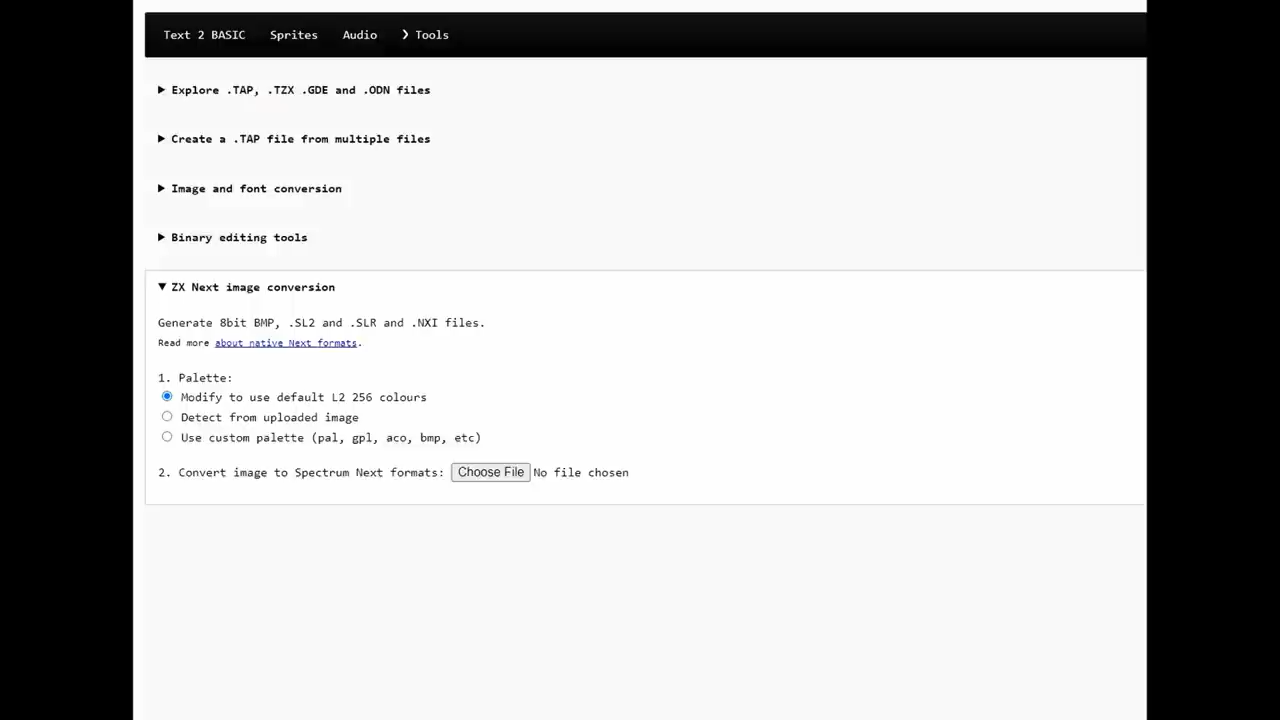 Text 2 BASIC Sprites Audio ❯ Tools
▶ Explore .TAP, .TZX .GDE and .ODN files
▶ Create a .TAP file from multiple files
▶ Image and font conversion
▶ Binary editing tools
▼ ZX Next image conversion
Generate 8bit BMP, .SL2 and .SLR and .NXI files.
Read more about native Next formats.
1. Palette:
Modify to use default L2 256 colours
Detect from uploaded image
Use custom palette (pal, gpl, aco, bmp, etc)
2. Convert image to Spectrum Next formats: Choose File No file chosen